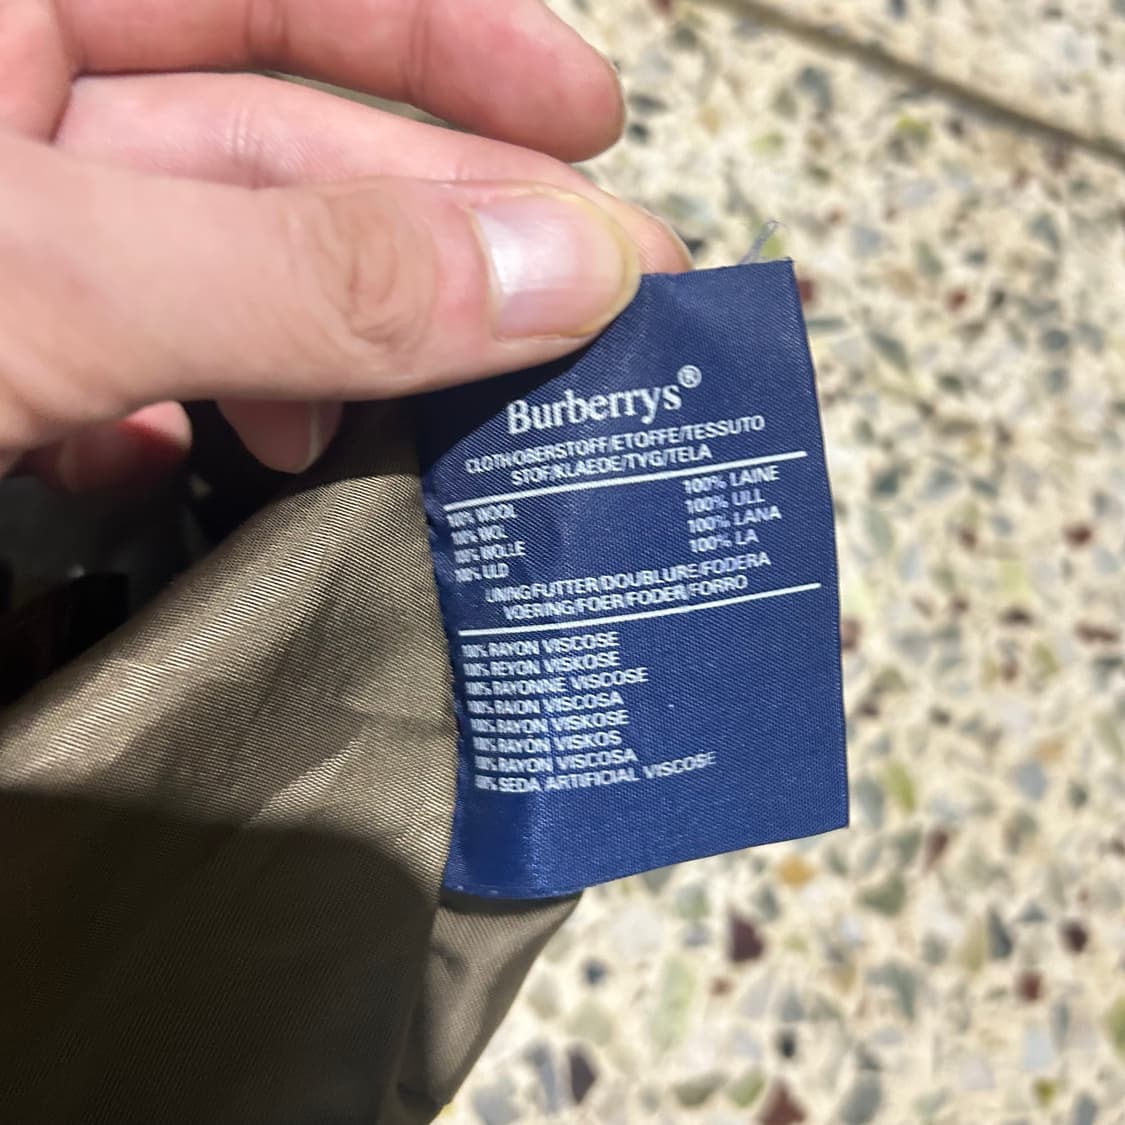 Burberrys®
CLOTH/OBERSTOFF/ETOFFE/TESSUTO
STOF/KLAEDE/TYG/TELA
100% WOOL 100% LAINE
100% WOL 100% ULL
100% WOLLE 100% LANA
100% ULD 100% LA
LINING/FUTTER/DOUBLURE/FODERA
VOERING/FOER/FODER/FORRO
100% RAYON VISCOSE
100% REYON VISKOSE
100% RAYONNE VISCOSE
100% RAION VISCOSA
100% RAYON VISKOSE
100% RAYON VISKOS
100% RAYON VISCOSA
100% SEDA ARTIFICIAL VISCOSE